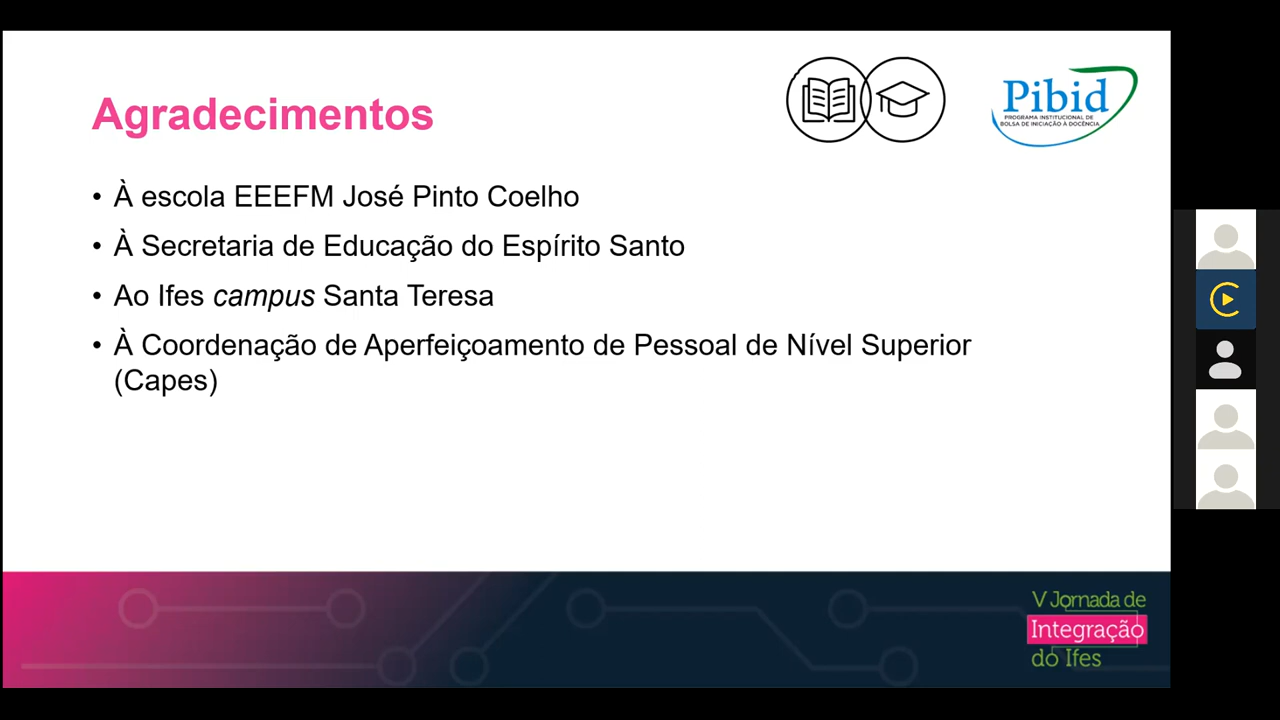 Agradecimentos
Pibid
PROGRAMA INSTITUCIONAL DE
BOLSA DE INICIAÇÃO À DOCÊNCIA
• À escola EEEFM José Pinto Coelho
• À Secretaria de Educação do Espírito Santo
• Ao Ifes campus Santa Teresa
• À Coordenação de Aperfeiçoamento de Pessoal de Nível Superior
(Capes)
V Jornada de
Integração
do Ifes